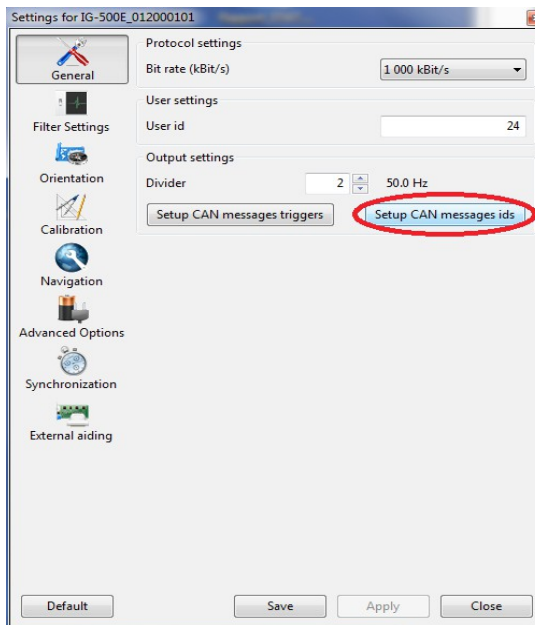 Settings for IG-500E_012000101
General
Filter Settings
Orientation
Calibration
Navigation
Advanced Options
Synchronization
External aiding
Protocol settings
Bit rate (kBit/s) 1 000 kBit/s
User settings
User id 24
Output settings
Divider 2 50.0 Hz
Setup CAN messages triggers Setup CAN messages ids
Default Save Apply Close